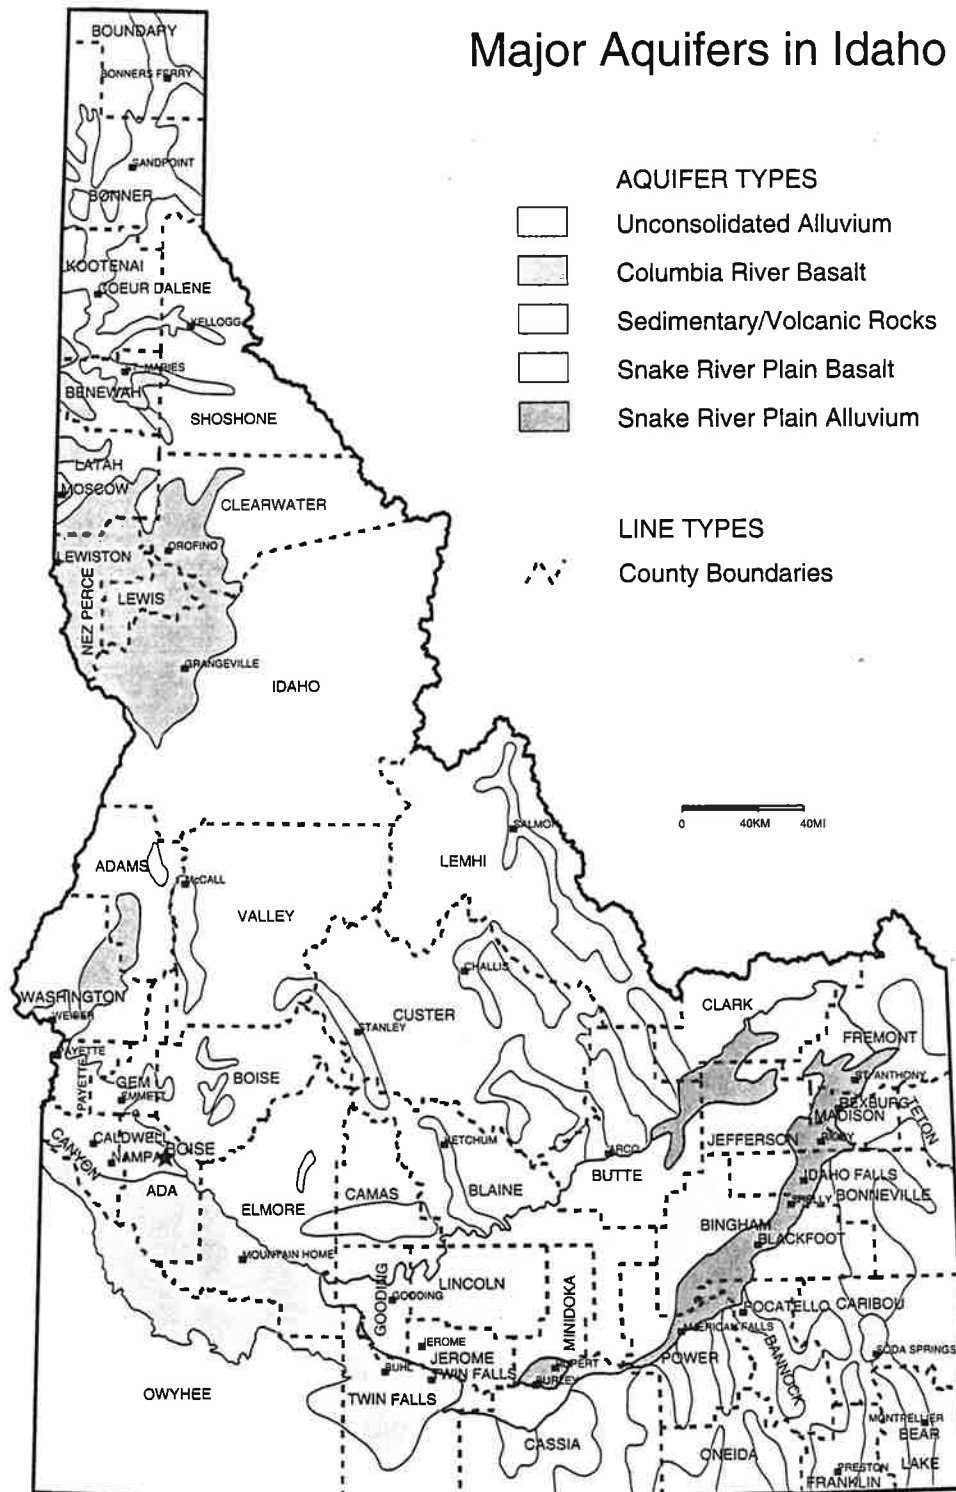 Major Aquifers in Idaho
AQUIFER TYPES
Unconsolidated Alluvium
Columbia River Basalt
Sedimentary/Volcanic Rocks
Snake River Plain Basalt
Snake River Plain Alluvium
LINE TYPES
County Boundaries
0 40KM 40MI
BOUNDARY
BONNERS FERRY
SANDPOINT
BONNER
KOOTENAI
COEUR DALENE
KELLOGG
ST. MARIES
BENEWAH
SHOSHONE
LATAH
MOSCOW
CLEARWATER
OROFINO
LEWISTON
NEZ PERCE
LEWIS
GRANGEVILLE
IDAHO
SALMON
LEMHI
ADAMS
McCALL
VALLEY
CHALLIS
WASHINGTON
WEISER
CUSTER
STANLEY
CLARK
FREMONT
PAYETTE
PAYETTE
GEM
EMMETT
BOISE
ST. ANTHONY
REXBURG
MADISON
TETON
CANYON
CALDWELL
NAMPA
BOISE
KETCHUM
ARCO
JEFFERSON
RIGBY
ADA
ELMORE
CAMAS
BLAINE
BUTTE
IDAHO FALLS
SHELLY
BONNEVILLE
BINGHAM
BLACKFOOT
MOUNTAIN HOME
GOODING
GOODING
LINCOLN
MINIDOKA
POCATELLO
CARIBOU
AMERICAN FALLS
JEROME
JEROME
BUHL
TWIN FALLS
TWIN FALLS
RUPERT
BURLEY
POWER
BANNOCK
SODA SPRINGS
OWYHEE
CASSIA
ONEIDA
MONTPELLIER
BEAR
LAKE
PRESTON
FRANKLIN